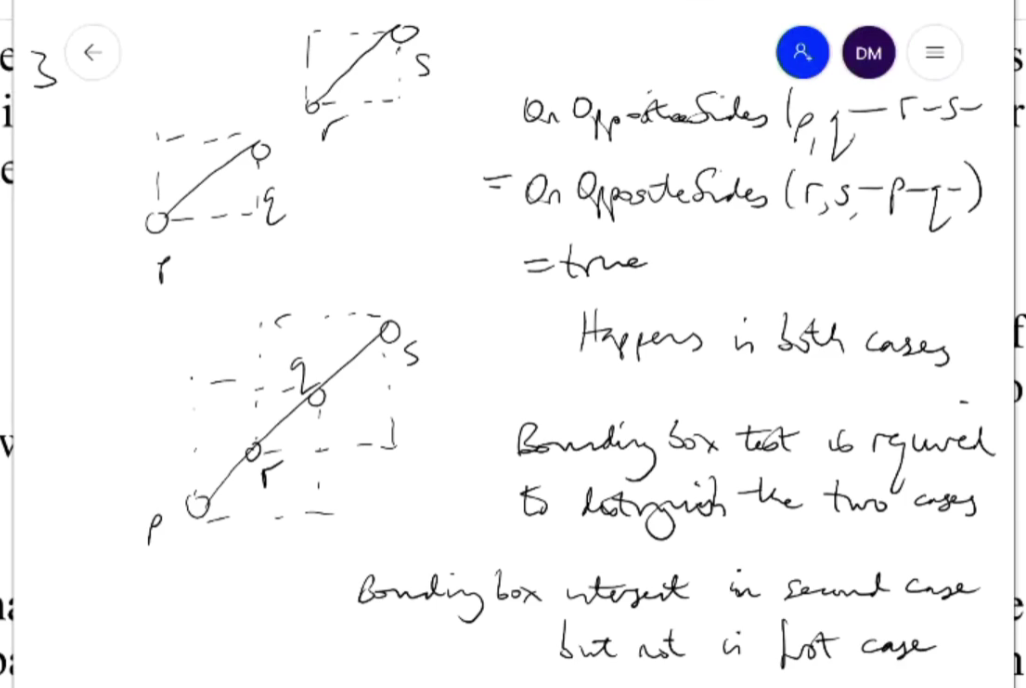 3
DM
s
r
q
p
On OppositeSides (p, q – r – s –
= On OppositeSides (r, s, – p – q – )
= true
Happens in both cases
s
q
r
p
Bounding box test is required
to distinguish the two cases
Bounding box intersect in second case
but not in first case